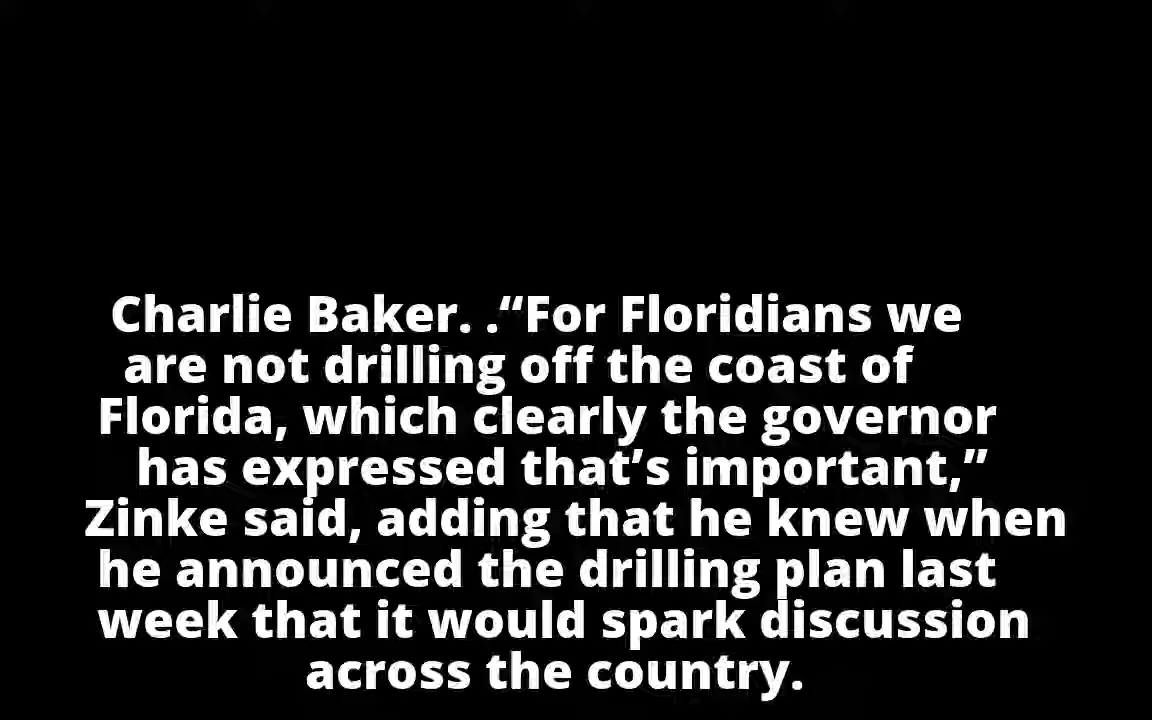 Charlie Baker. .“For Floridians we
are not drilling off the coast of
Florida, which clearly the governor
has expressed that’s important,”
Zinke said, adding that he knew when
he announced the drilling plan last
week that it would spark discussion
across the country.